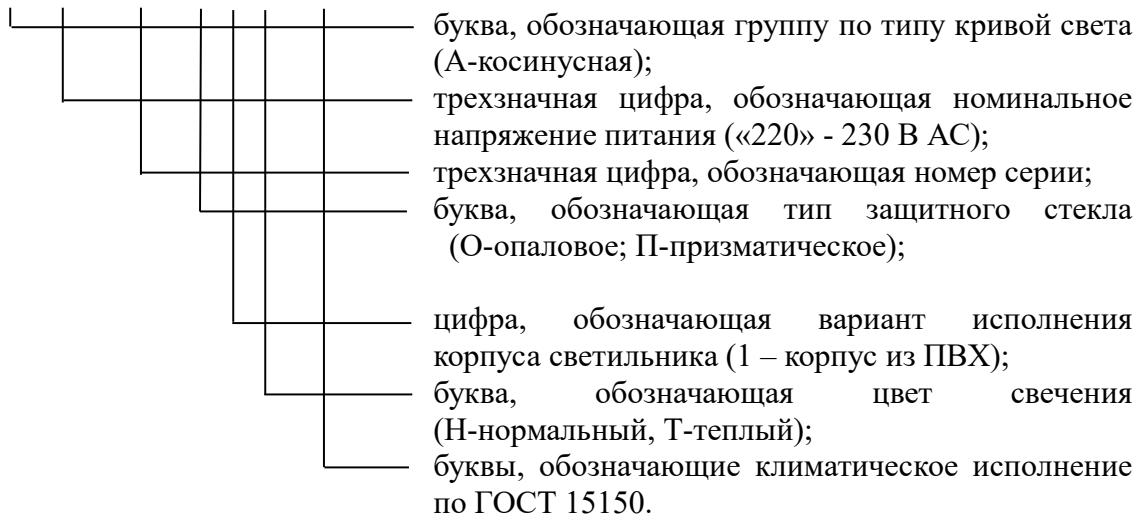 буква, обозначающая группу по типу кривой света
(А-косинусная);
трехзначная цифра, обозначающая номинальное
напряжение питания («220» - 230 В АС);
трехзначная цифра, обозначающая номер серии;
буква, обозначающая тип защитного стекла
(О-опаловое; П-призматическое);
цифра, обозначающая вариант исполнения
корпуса светильника (1 – корпус из ПВХ);
буква, обозначающая цвет свечения
(Н-нормальный, Т-теплый);
буквы, обозначающие климатическое исполнение
по ГОСТ 15150.